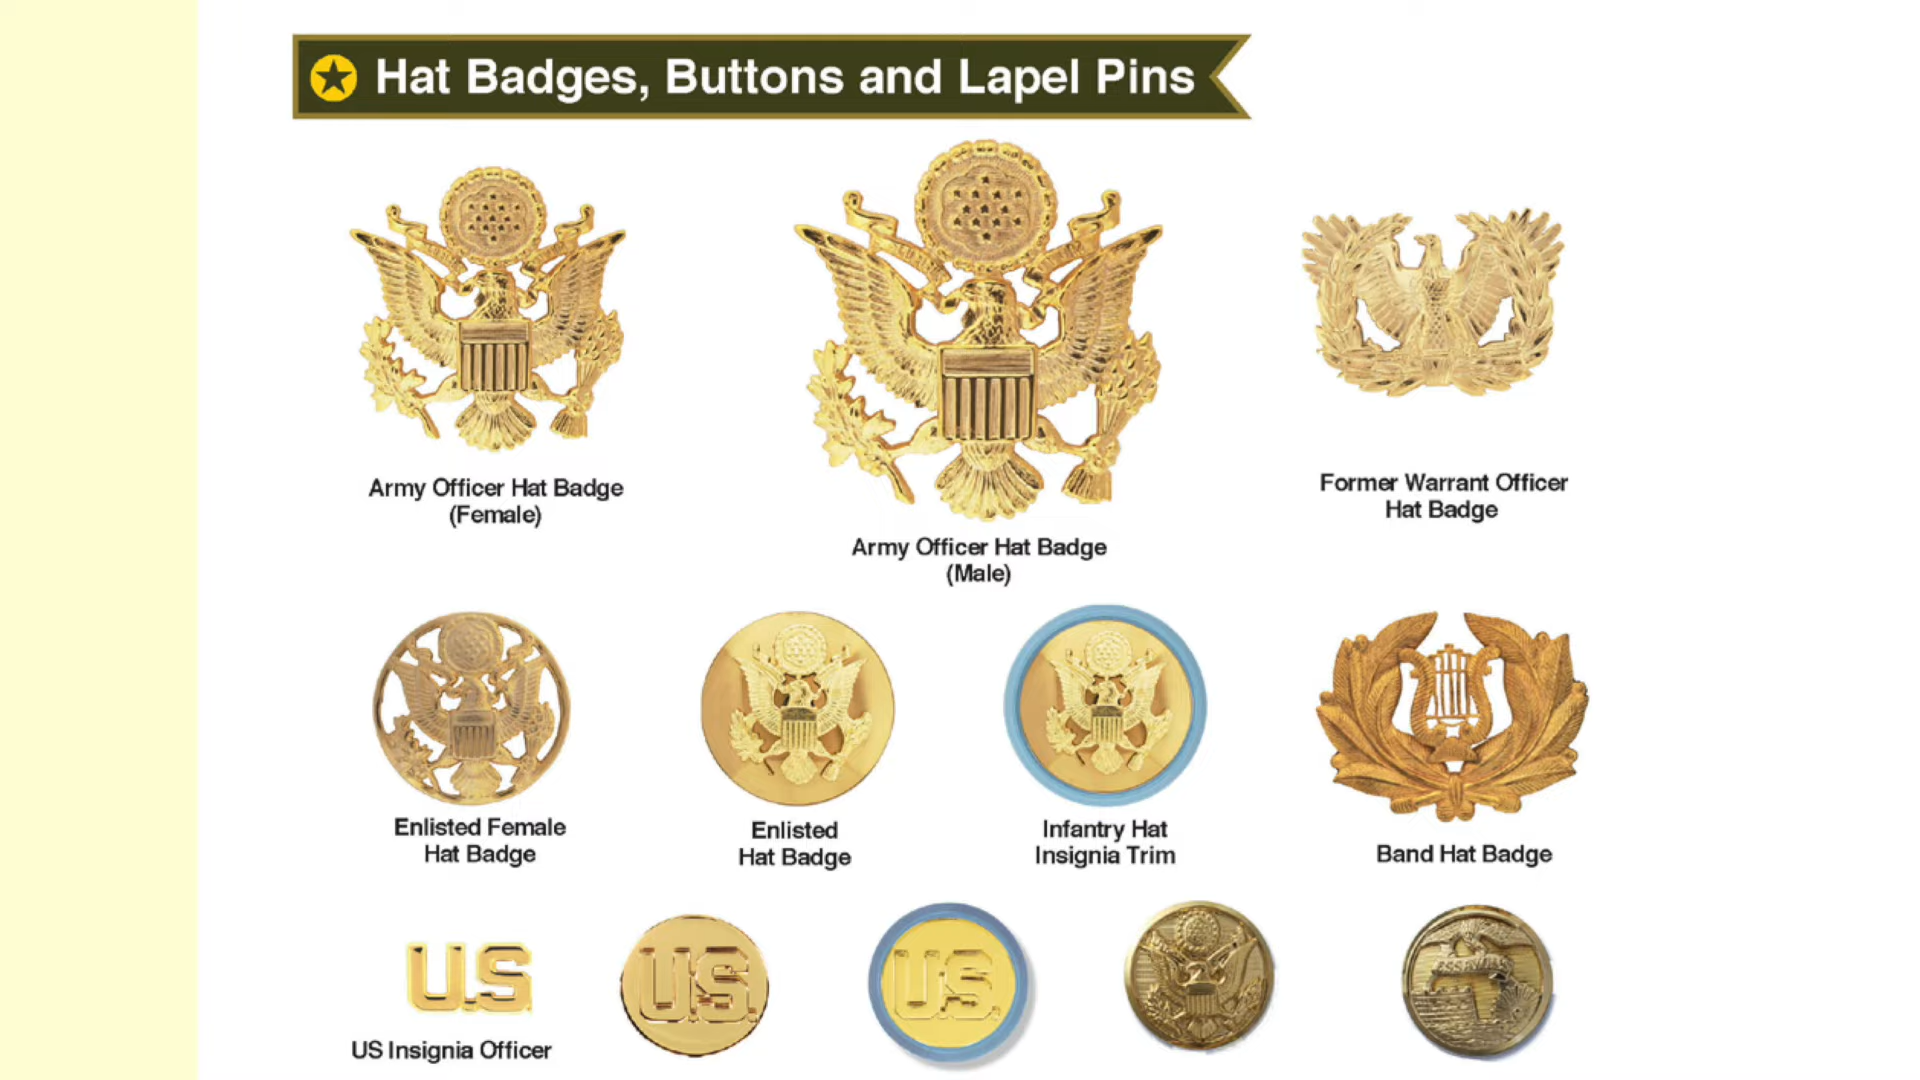 Hat Badges, Buttons and Lapel Pins
Army Officer Hat Badge
(Female)
Army Officer Hat Badge
(Male)
Former Warrant Officer
Hat Badge
Enlisted Female
Hat Badge
Enlisted
Hat Badge
Infantry Hat
Insignia Trim
Band Hat Badge
U.S.
U.S.
U.S.
ESSAYONS
US Insignia Officer